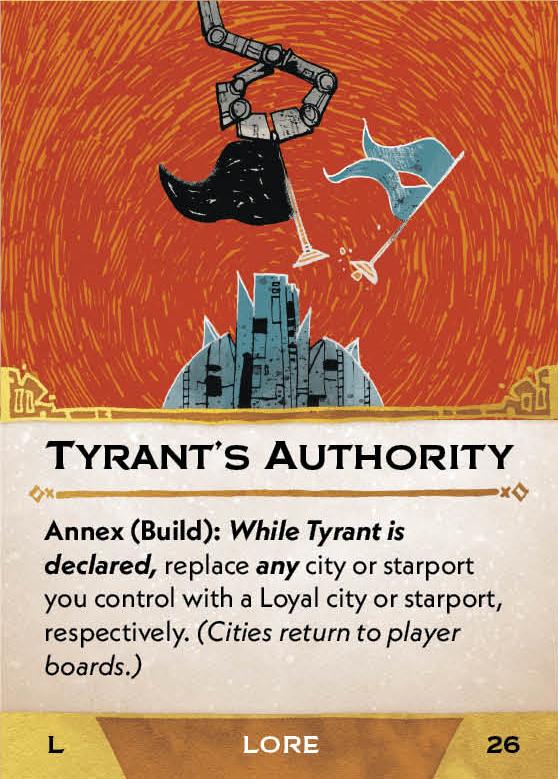 Tyrant's Authority
Annex (Build): While Tyrant is
declared, replace any city or starport
you control with a Loyal city or starport,
respectively. (Cities return to player
boards.)
L LORE 26